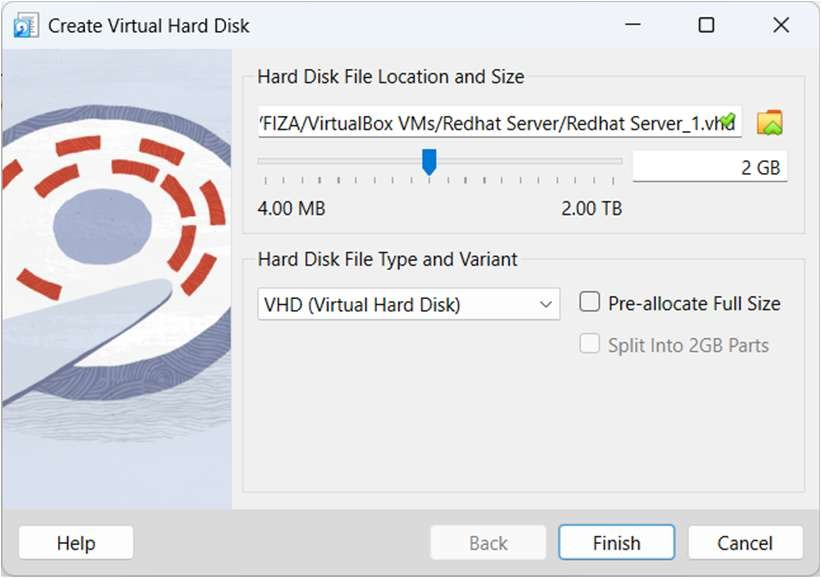 Create Virtual Hard Disk
Hard Disk File Location and Size
/FIZA/VirtualBox VMs/Redhat Server/Redhat Server_1.vhd
2 GB
4.00 MB 2.00 TB
Hard Disk File Type and Variant
VHD (Virtual Hard Disk) Pre-allocate Full Size
Split Into 2GB Parts
Help Back Finish Cancel